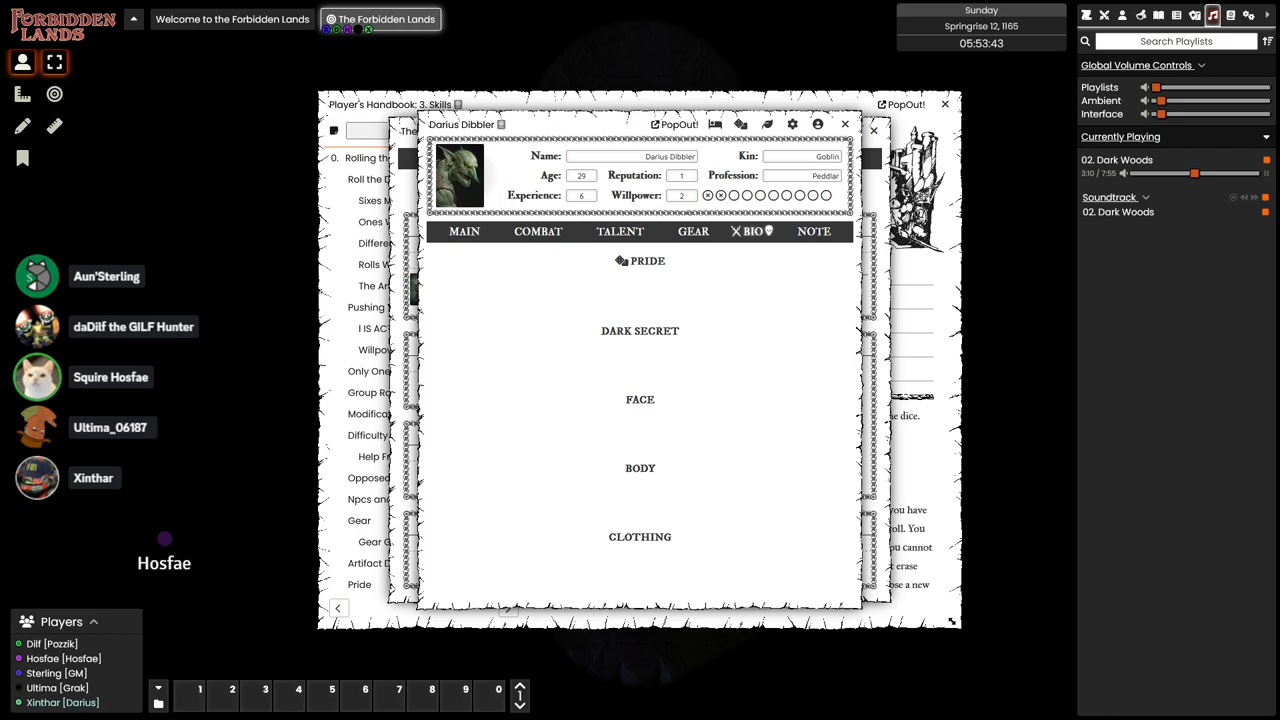 FORBIDDEN LANDS
Welcome to the Forbidden Lands
The Forbidden Lands
Sunday
Springrise 12, 1165
05:53:43
Search Playlists
Global Volume Controls
Playlists
Ambient
Interface
Currently Playing
02. Dark Woods
3:10 / 7:55
Soundtrack
02. Dark Woods
Player's Handbook: 3. Skills
PopOut!
The
0. Rolling th
Roll the D
Sixes M
Ones W
Differe
Rolls W
The Ar
Pushing
I IS AC
Willpov
Only One
Group Ro
Modifica
Difficulty
Help Fr
Opposed
Npcs and
Gear
Gear G
Artifact D
Pride
Darius Dibbler
PopOut!
Name: Darius Dibbler Kin: Goblin
Age: 29 Reputation: 1 Profession: Peddlar
Experience: 6 Willpower: 2
MAIN COMBAT TALENT GEAR BIO NOTE
PRIDE
DARK SECRET
FACE
BODY
CLOTHING
e dice.
you have
oll. You
ou cannot
erase
ose a new
Aun'Sterling
daDilf the GILF Hunter
Squire Hosfae
Ultima_06187
Xinthar
Hosfae
Players
Dilf [Pozzik]
Hosfae [Hosfae]
Sterling [GM]
Ultima [Grak]
Xinthar [Darius]
1 2 3 4 5 6 7 8 9 0
1